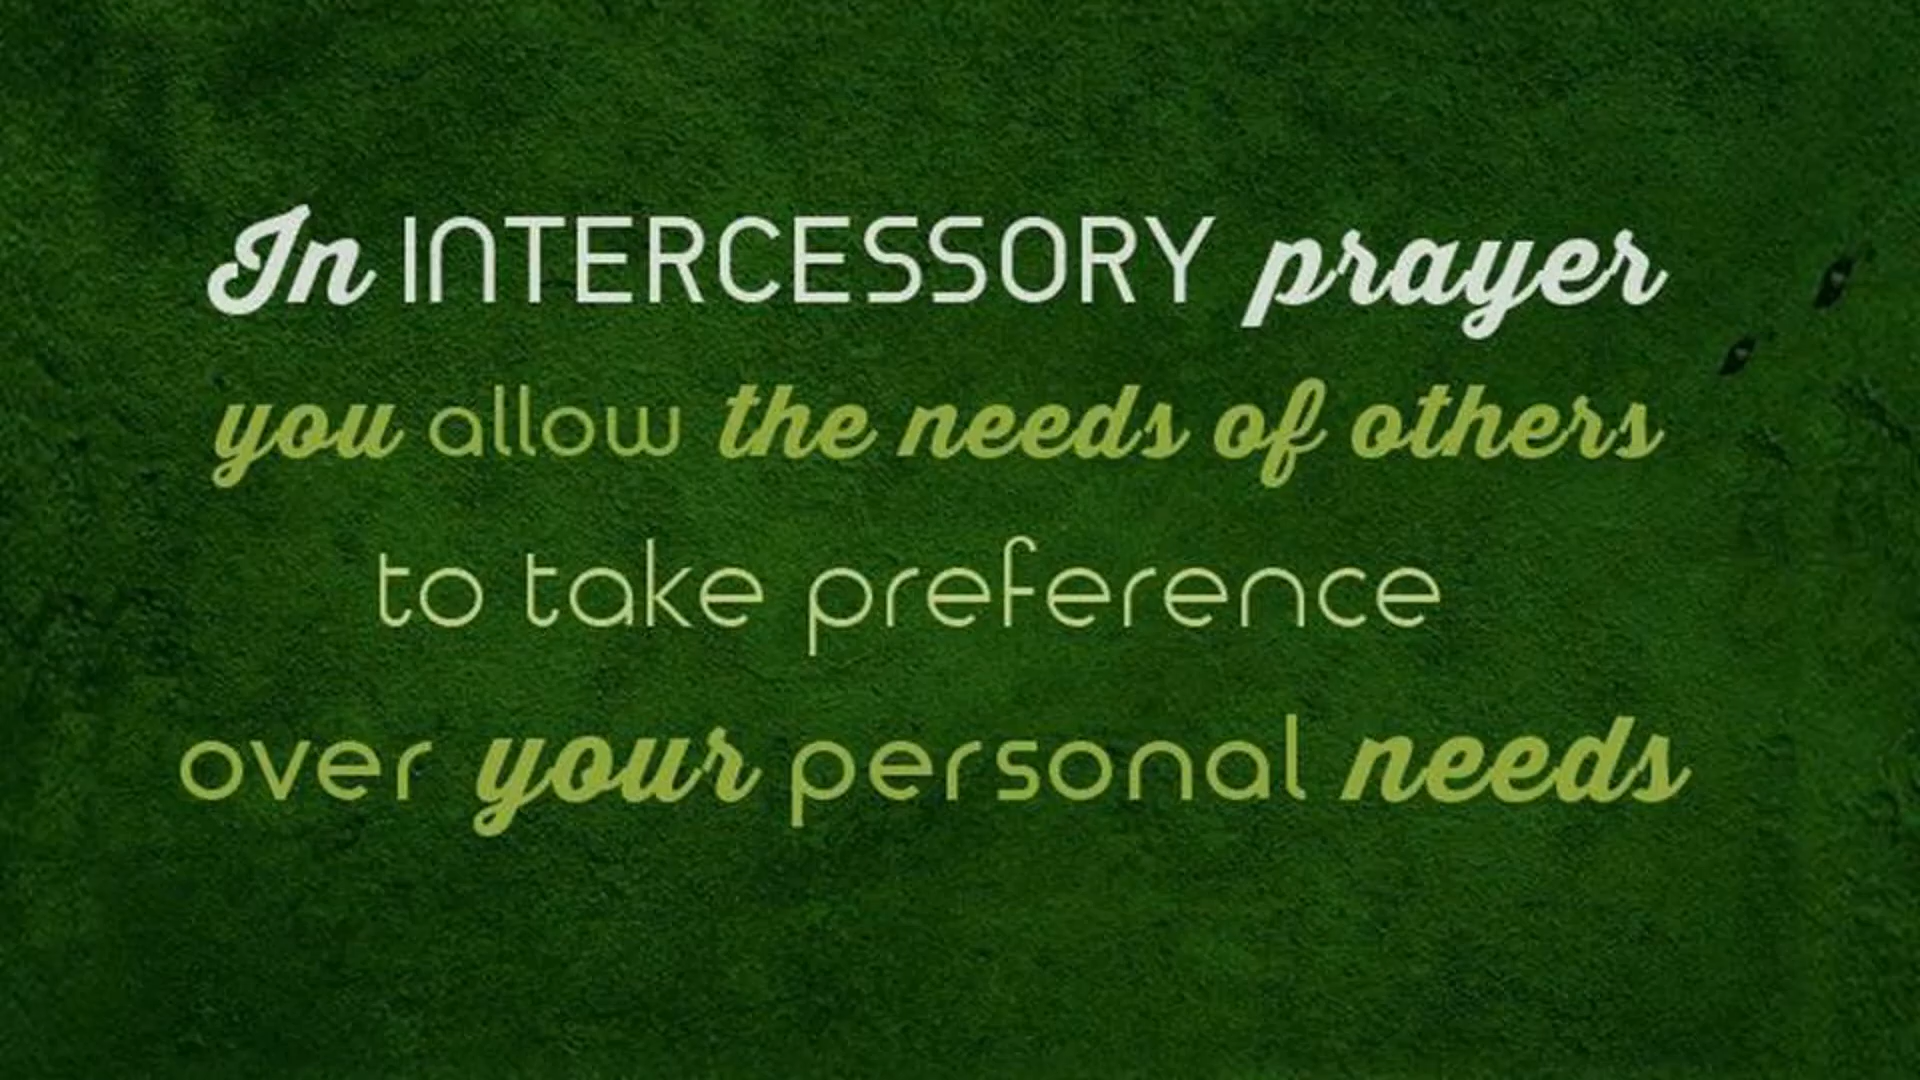 In INTERCESSORY prayer
you allow the needs of others
to take preference
over your personal needs